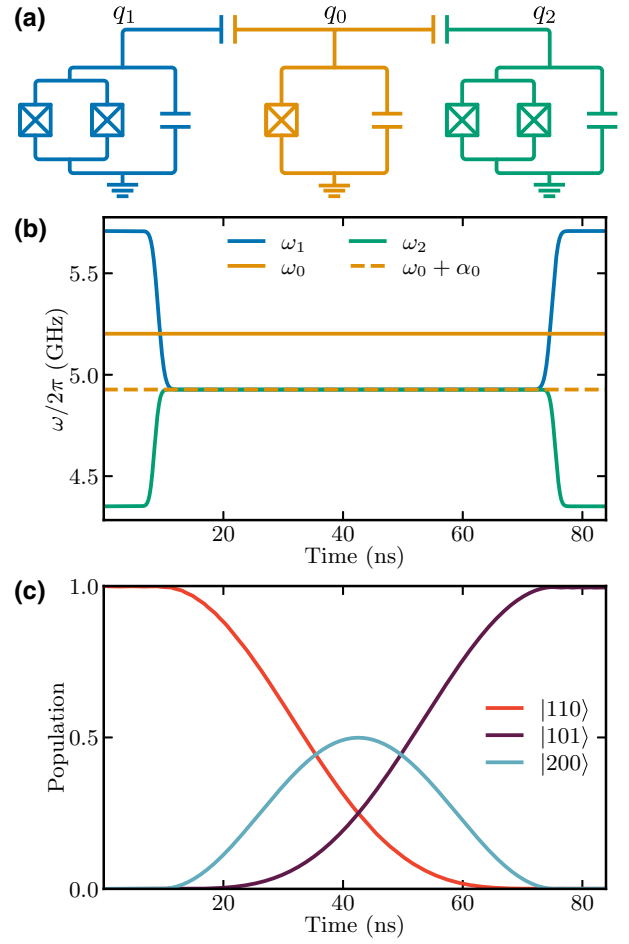 (a)
q₁ q₀ q₂
(b)
ω₁ ω₂
ω₀ ω₀ + α₀
5.5
5.0
4.5
ω/2π (GHz)
20 40 60 80
Time (ns)
(c)
1.0
0.5
0.0
Population
|110⟩
|101⟩
|200⟩
20 40 60 80
Time (ns)